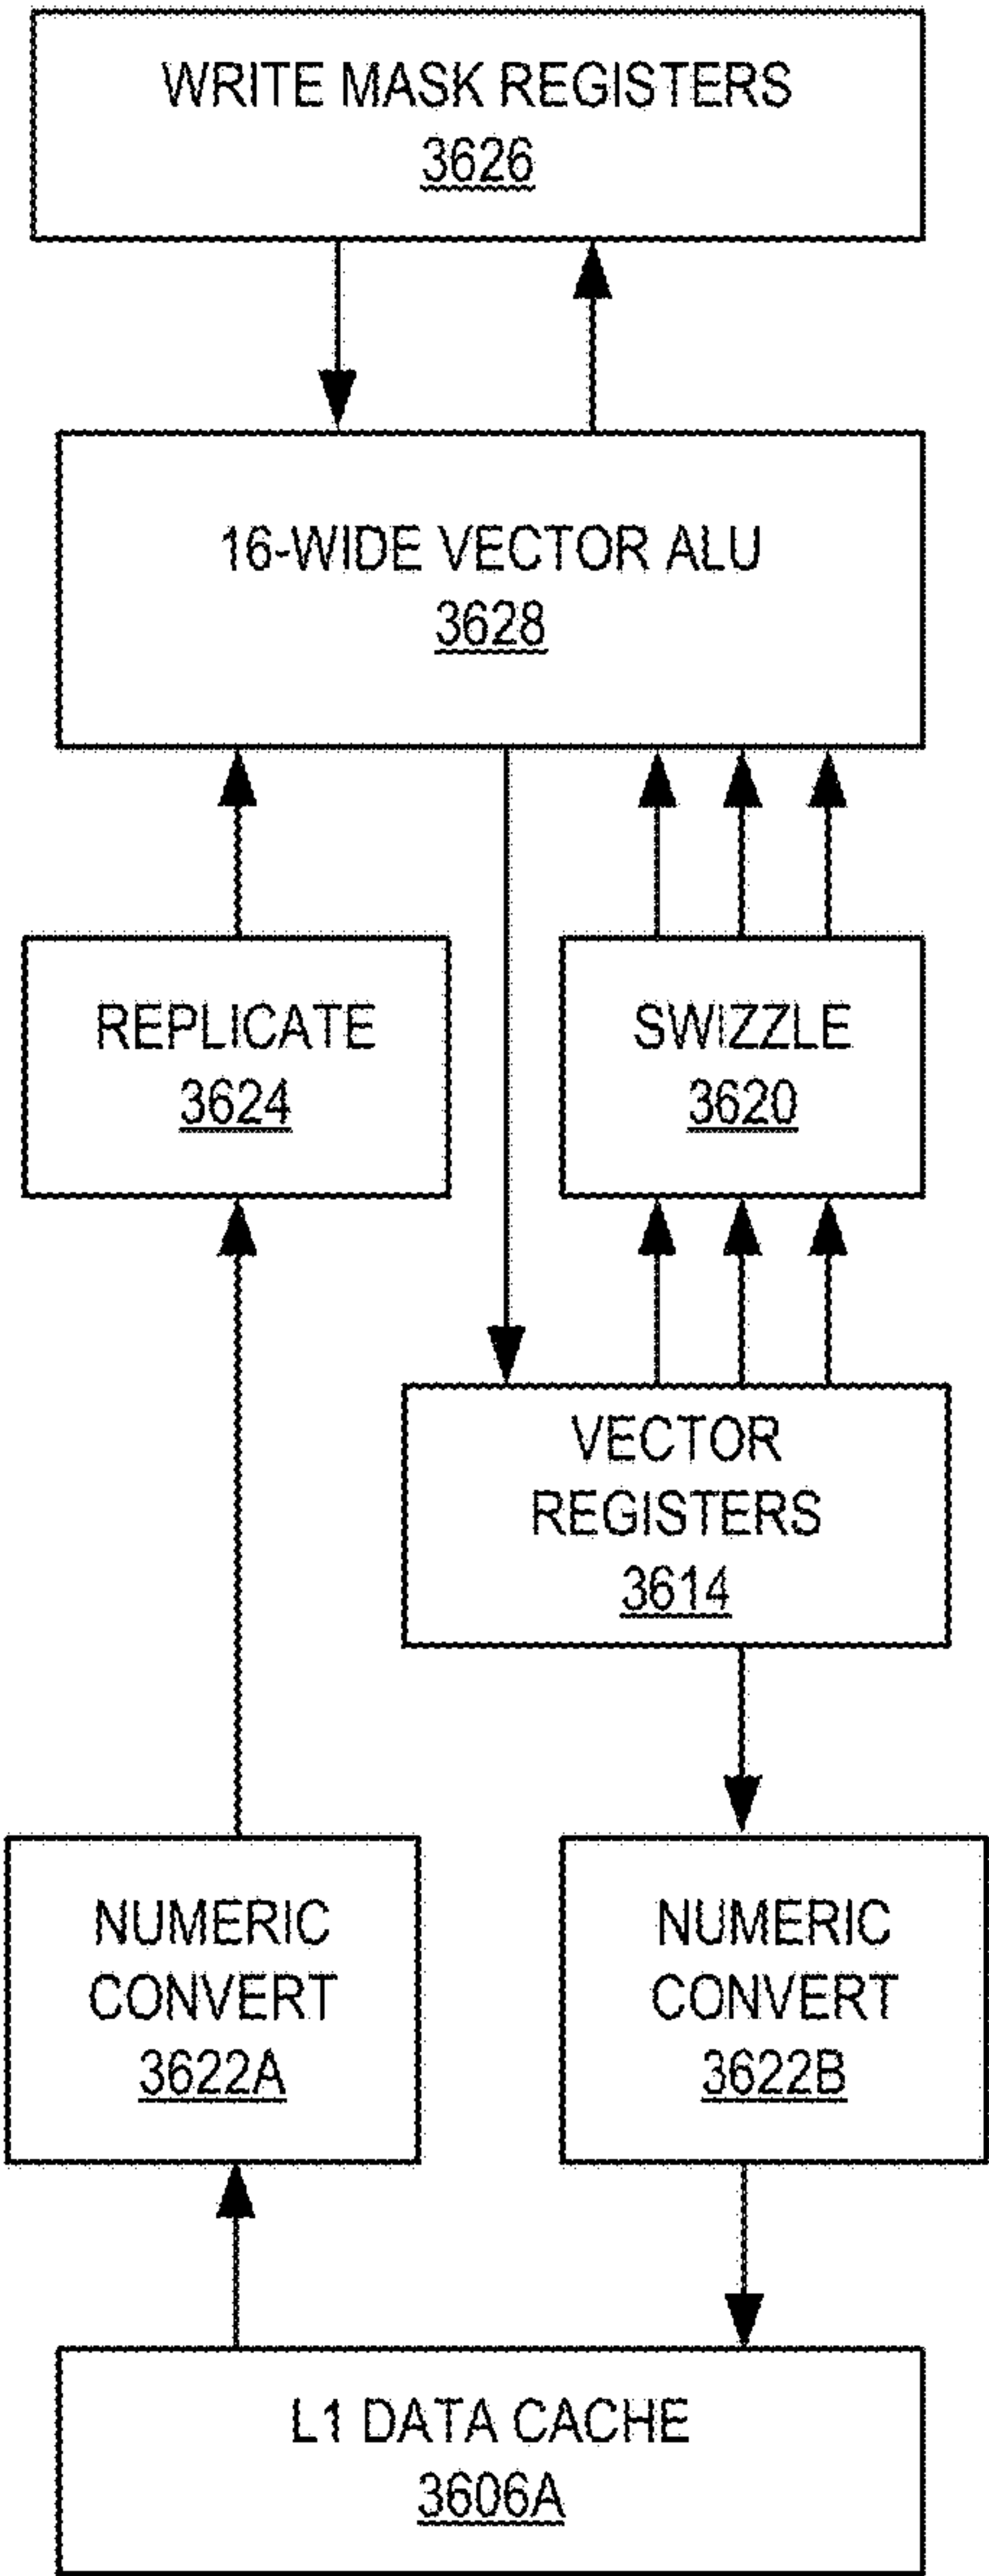 WRITE MASK REGISTERS
3626
16-WIDE VECTOR ALU
3628
REPLICATE
3624
SWIZZLE
3620
VECTOR
REGISTERS
3614
NUMERIC
CONVERT
3622A
NUMERIC
CONVERT
3622B
L1 DATA CACHE
3606A